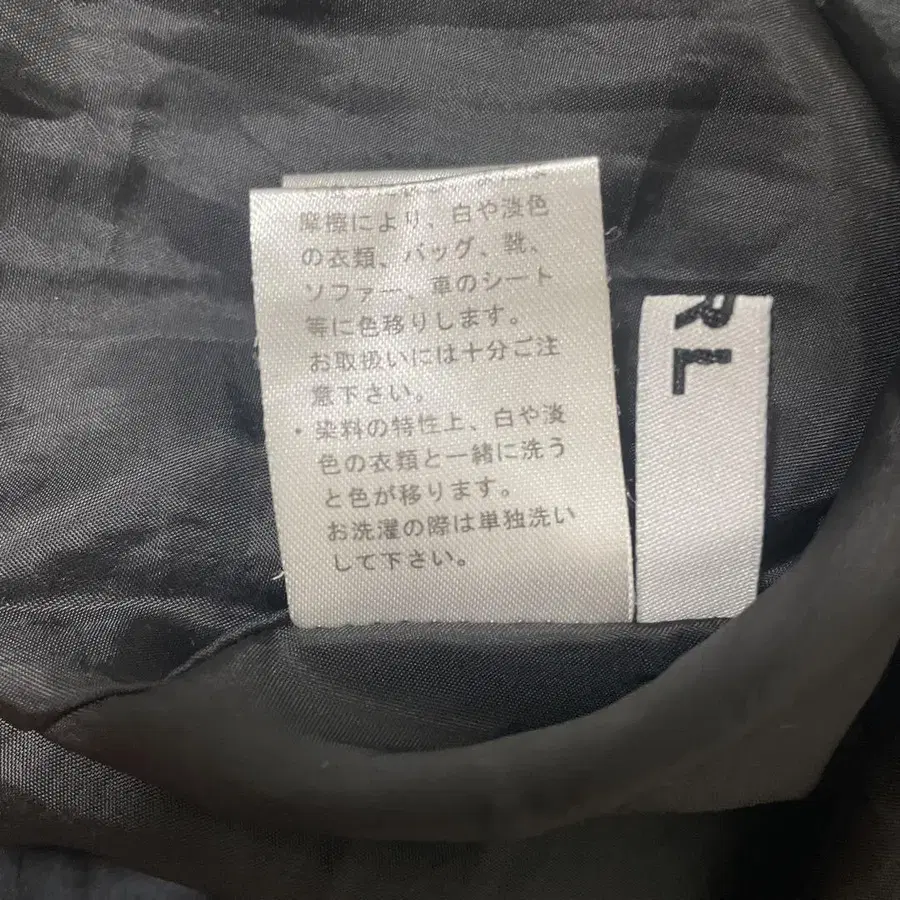 摩擦により、白や淡色
の衣類、バッグ、靴、
ソファー、車のシート
等に色移りします。
お取扱いには十分ご注
意下さい。
・染料の特性上、白や淡
色の衣類と一緒に洗う
と色が移ります。
お洗濯の際は単独洗い
して下さい。
RL